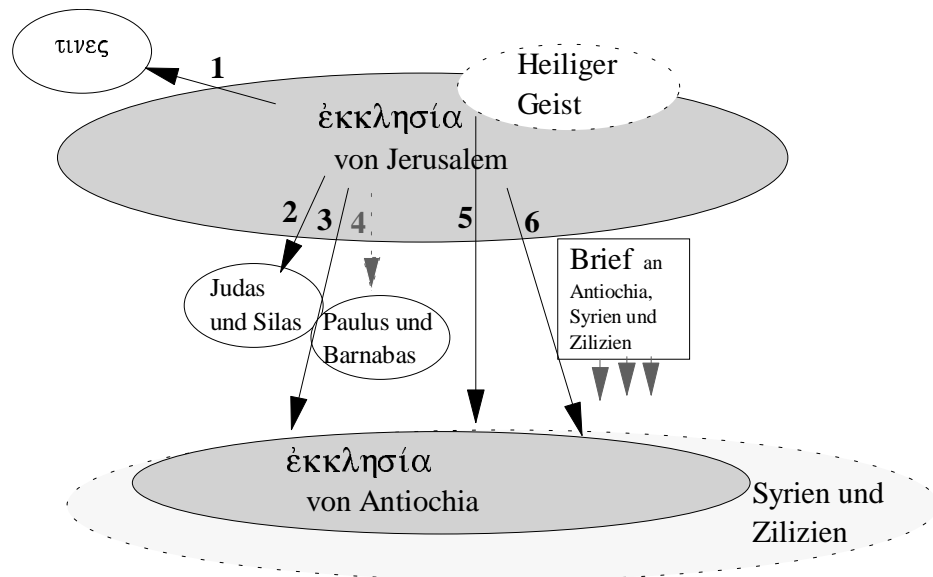 τινες
1
Heiliger
Geist
ἐκκλησία
von Jerusalem
2
3
4
5
6
Brief an
Antiochia,
Syrien und
Zilizien
Judas
und Silas
Paulus und
Barnabas
ἐκκλησία
von Antiochia
Syrien und
Zilizien